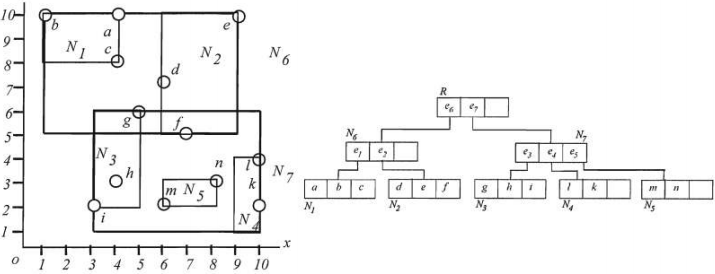 10 b a e
9 N1 c N2 N6
8
7 d
6
5 g f
4 N3 n l N7
3 h m N5 k
2 i N4
1
o 1 2 3 4 5 6 7 8 9 10 x
R
e6 e7
N6 N7
e1 e2 e3 e4 e5
a b c d e f g h i l k m n
N1 N2 N3 N4 N5